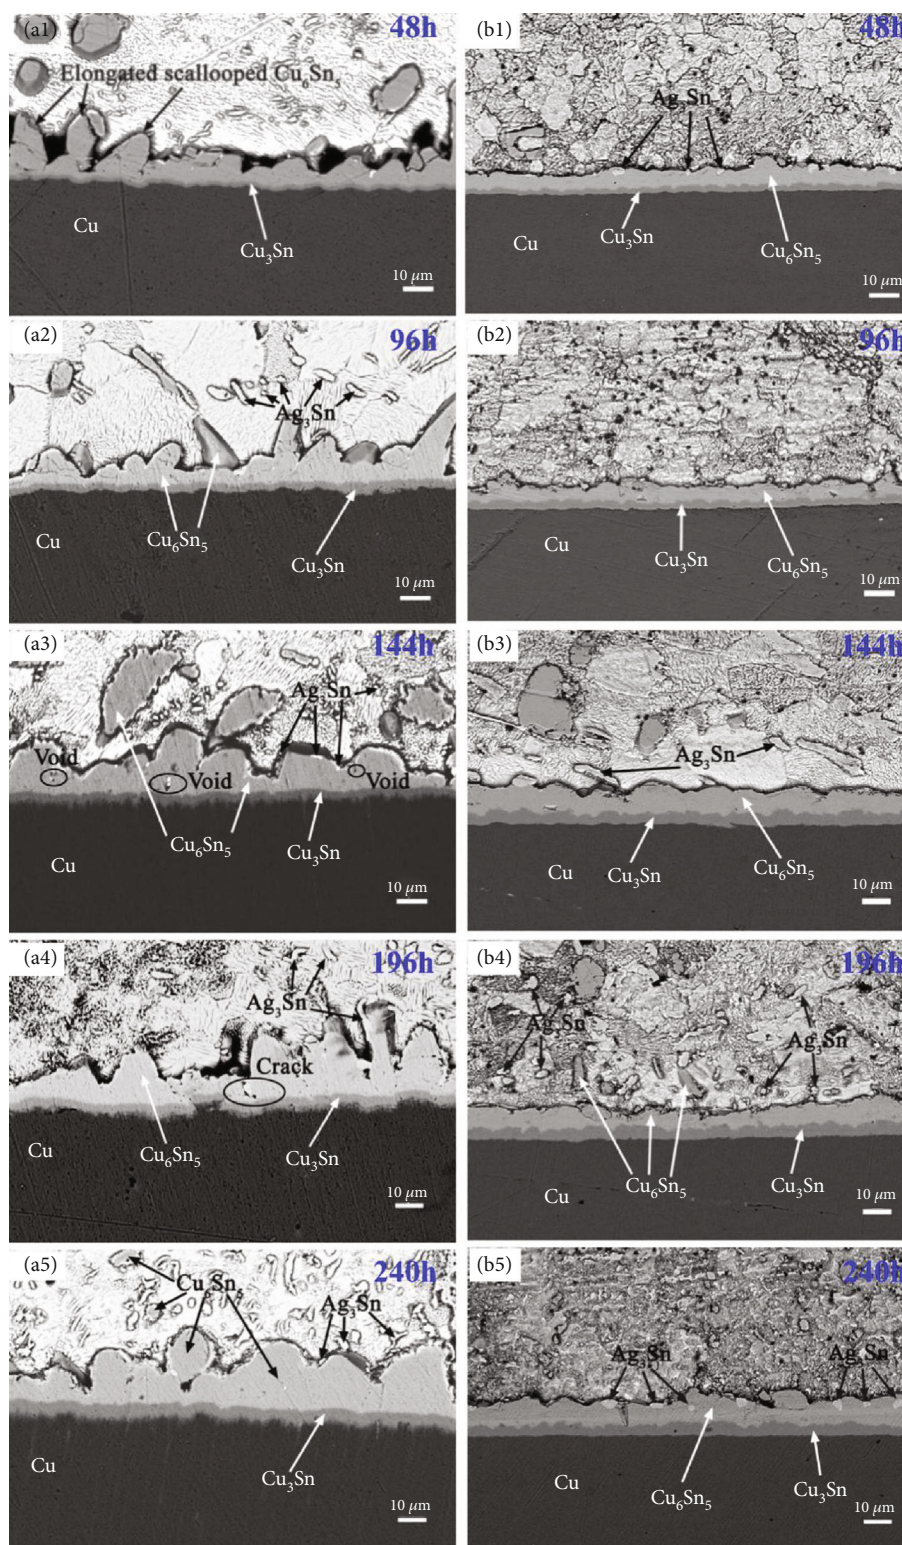 (a1)
48h
Elongated scallooped Cu₆Sn₅
Cu
Cu₃Sn
10 µm
(b1)
48h
Ag₃Sn
Cu
Cu₃Sn
Cu₆Sn₅
10 µm
(a2)
96h
Ag₃Sn
Cu
Cu₆Sn₅
Cu₃Sn
10 µm
(b2)
96h
Cu
Cu₃Sn
Cu₆Sn₅
10 µm
(a3)
144h
Ag₃Sn
Void
Void
Void
Cu₆Sn₅
Cu₃Sn
Cu
10 µm
(b3)
144h
Ag₃Sn
Cu
Cu₃Sn
Cu₆Sn₅
10 µm
(a4)
196h
Ag₃Sn
Crack
Cu
Cu₆Sn₅
Cu₃Sn
10 µm
(b4)
196h
Ag₃Sn
Ag₃Sn
Cu
Cu₆Sn₅
Cu₃Sn
10 µm
(a5)
240h
Cu₆Sn₅
Ag₃Sn
Cu
Cu₃Sn
10 µm
(b5)
240h
Ag₃Sn
Ag₃Sn
Cu
Cu₆Sn₅
Cu₃Sn
10 µm